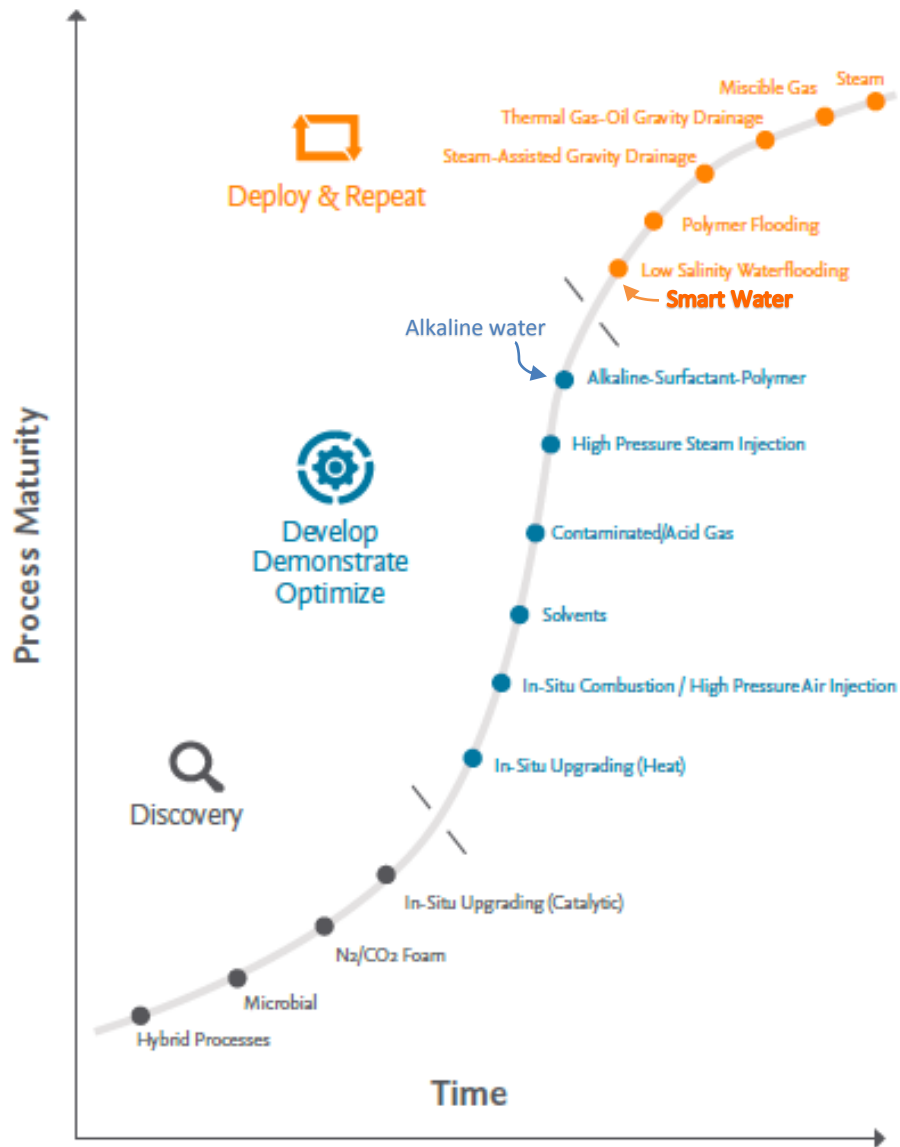 Steam
Miscible Gas
Thermal Gas-Oil Gravity Drainage
Steam-Assisted Gravity Drainage
Deploy & Repeat
Polymer Flooding
Low Salinity Waterflooding
Smart Water
Alkaline water
Alkaline-Surfactant-Polymer
High Pressure Steam Injection
Contaminated/Acid Gas
Develop
Demonstrate
Optimize
Solvents
In-Situ Combustion / High Pressure Air Injection
In-Situ Upgrading (Heat)
Discovery
In-Situ Upgrading (Catalytic)
N2/CO2 Foam
Microbial
Hybrid Processes
Process Maturity
Time